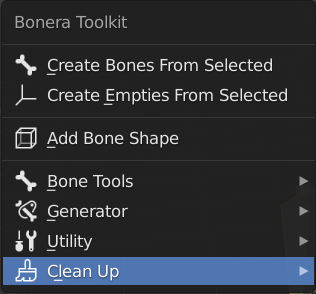 Bonera Toolkit
Create Bones From Selected
Create Empties From Selected
Add Bone Shape
Bone Tools
Generator
Utility
Clean Up